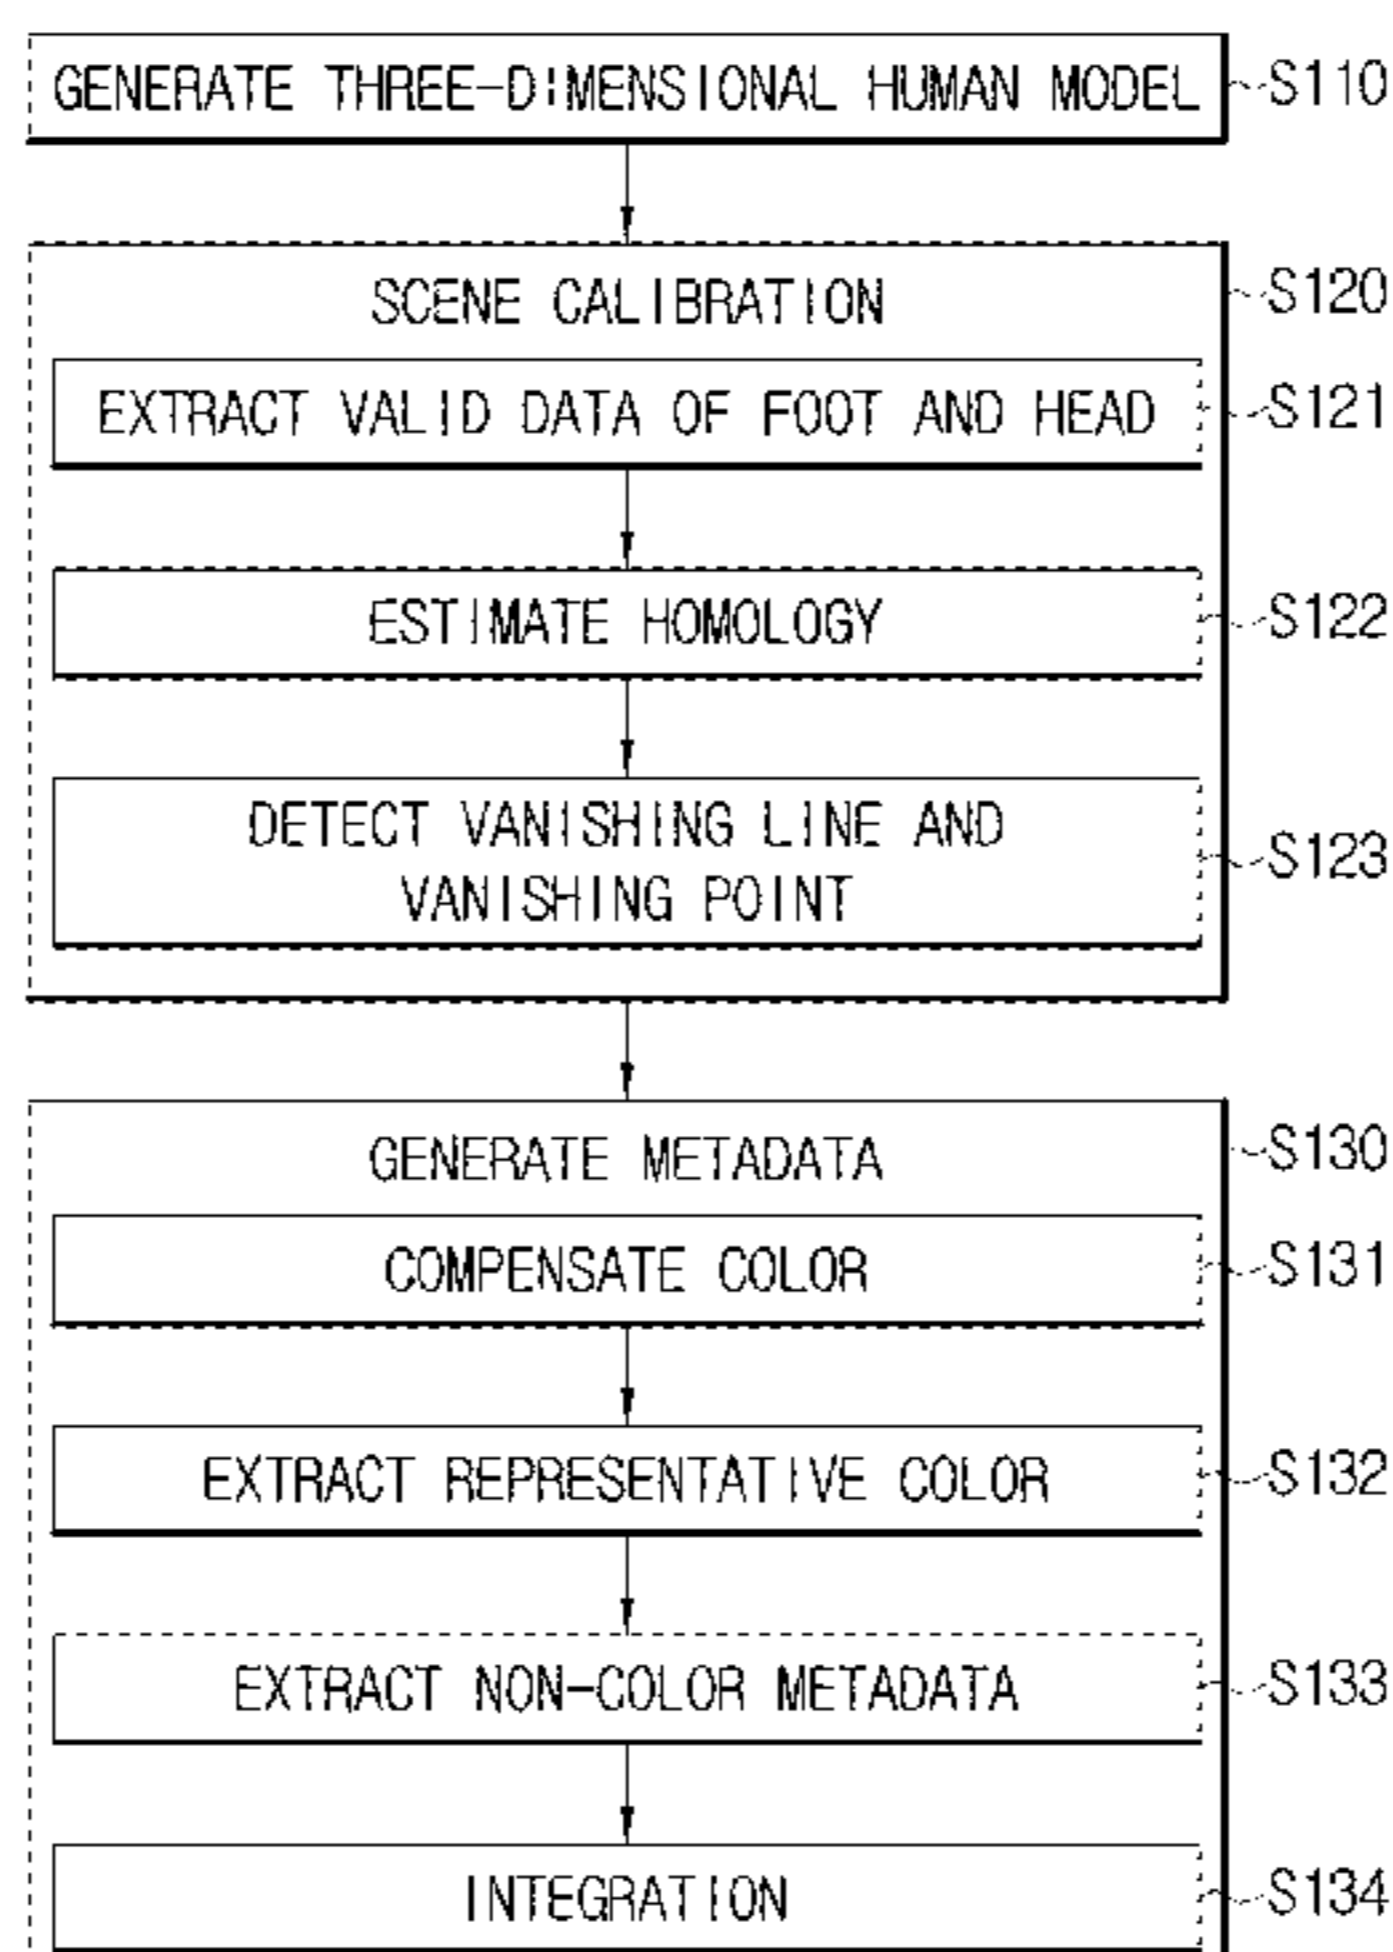 GENERATE THREE-DIMENSIONAL HUMAN MODEL S110
SCENE CALIBRATION S120
EXTRACT VALID DATA OF FOOT AND HEAD S121
ESTIMATE HOMOLOGY S122
DETECT VANISHING LINE AND
VANISHING POINT S123
GENERATE METADATA S130
COMPENSATE COLOR S131
EXTRACT REPRESENTATIVE COLOR S132
EXTRACT NON-COLOR METADATA S133
INTEGRATION S134